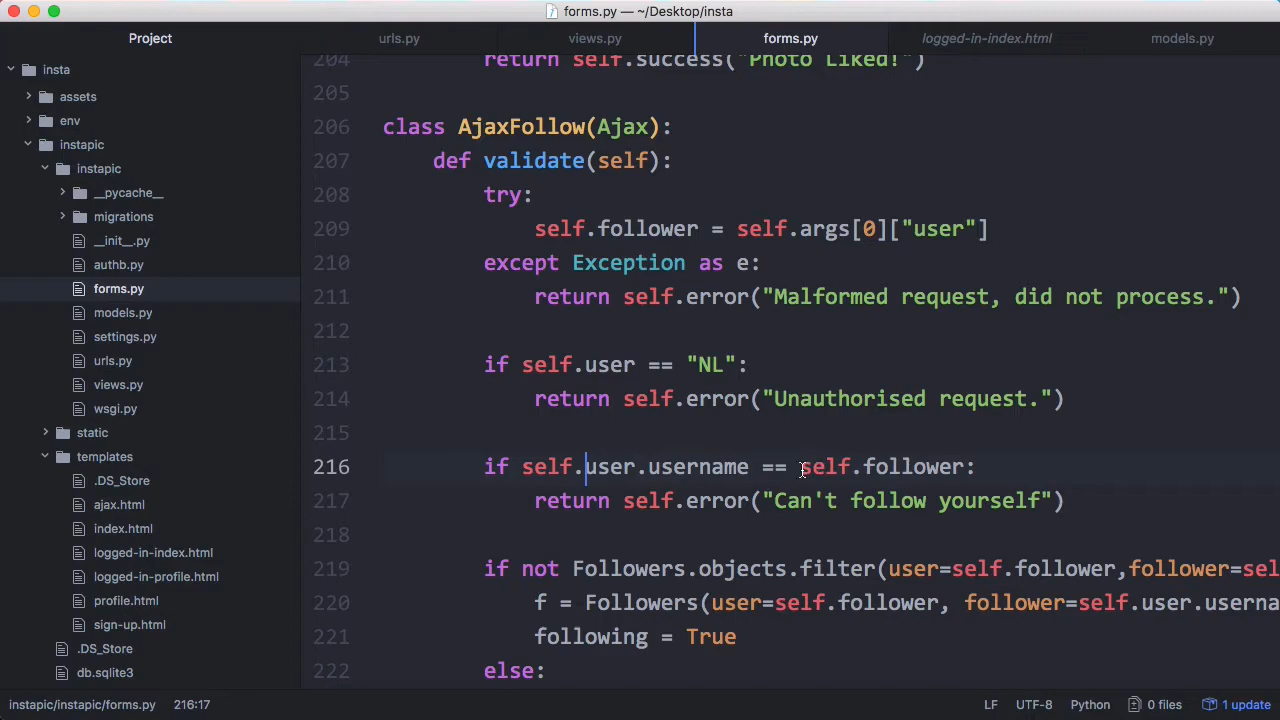 forms.py — ~/Desktop/insta
Project
urls.py
views.py
forms.py
logged-in-index.html
models.py
insta
assets
env
instapic
instapic
__pycache__
migrations
__init__.py
authb.py
forms.py
models.py
settings.py
urls.py
views.py
wsgi.py
static
templates
.DS_Store
ajax.html
index.html
logged-in-index.html
logged-in-profile.html
profile.html
sign-up.html
.DS_Store
db.sqlite3
204 return self.success("Photo Liked!")
205
206 class AjaxFollow(Ajax):
207 def validate(self):
208 try:
209 self.follower = self.args[0]["user"]
210 except Exception as e:
211 return self.error("Malformed request, did not process.")
212
213 if self.user == "NL":
214 return self.error("Unauthorised request.")
215
216 if self.user.username == self.follower:
217 return self.error("Can't follow yourself")
218
219 if not Followers.objects.filter(user=self.follower,follower=sel
220 f = Followers(user=self.follower, follower=self.user.userna
221 following = True
222 else:
instapic/instapic/forms.py 216:17
LF UTF-8 Python 0 files 1 update